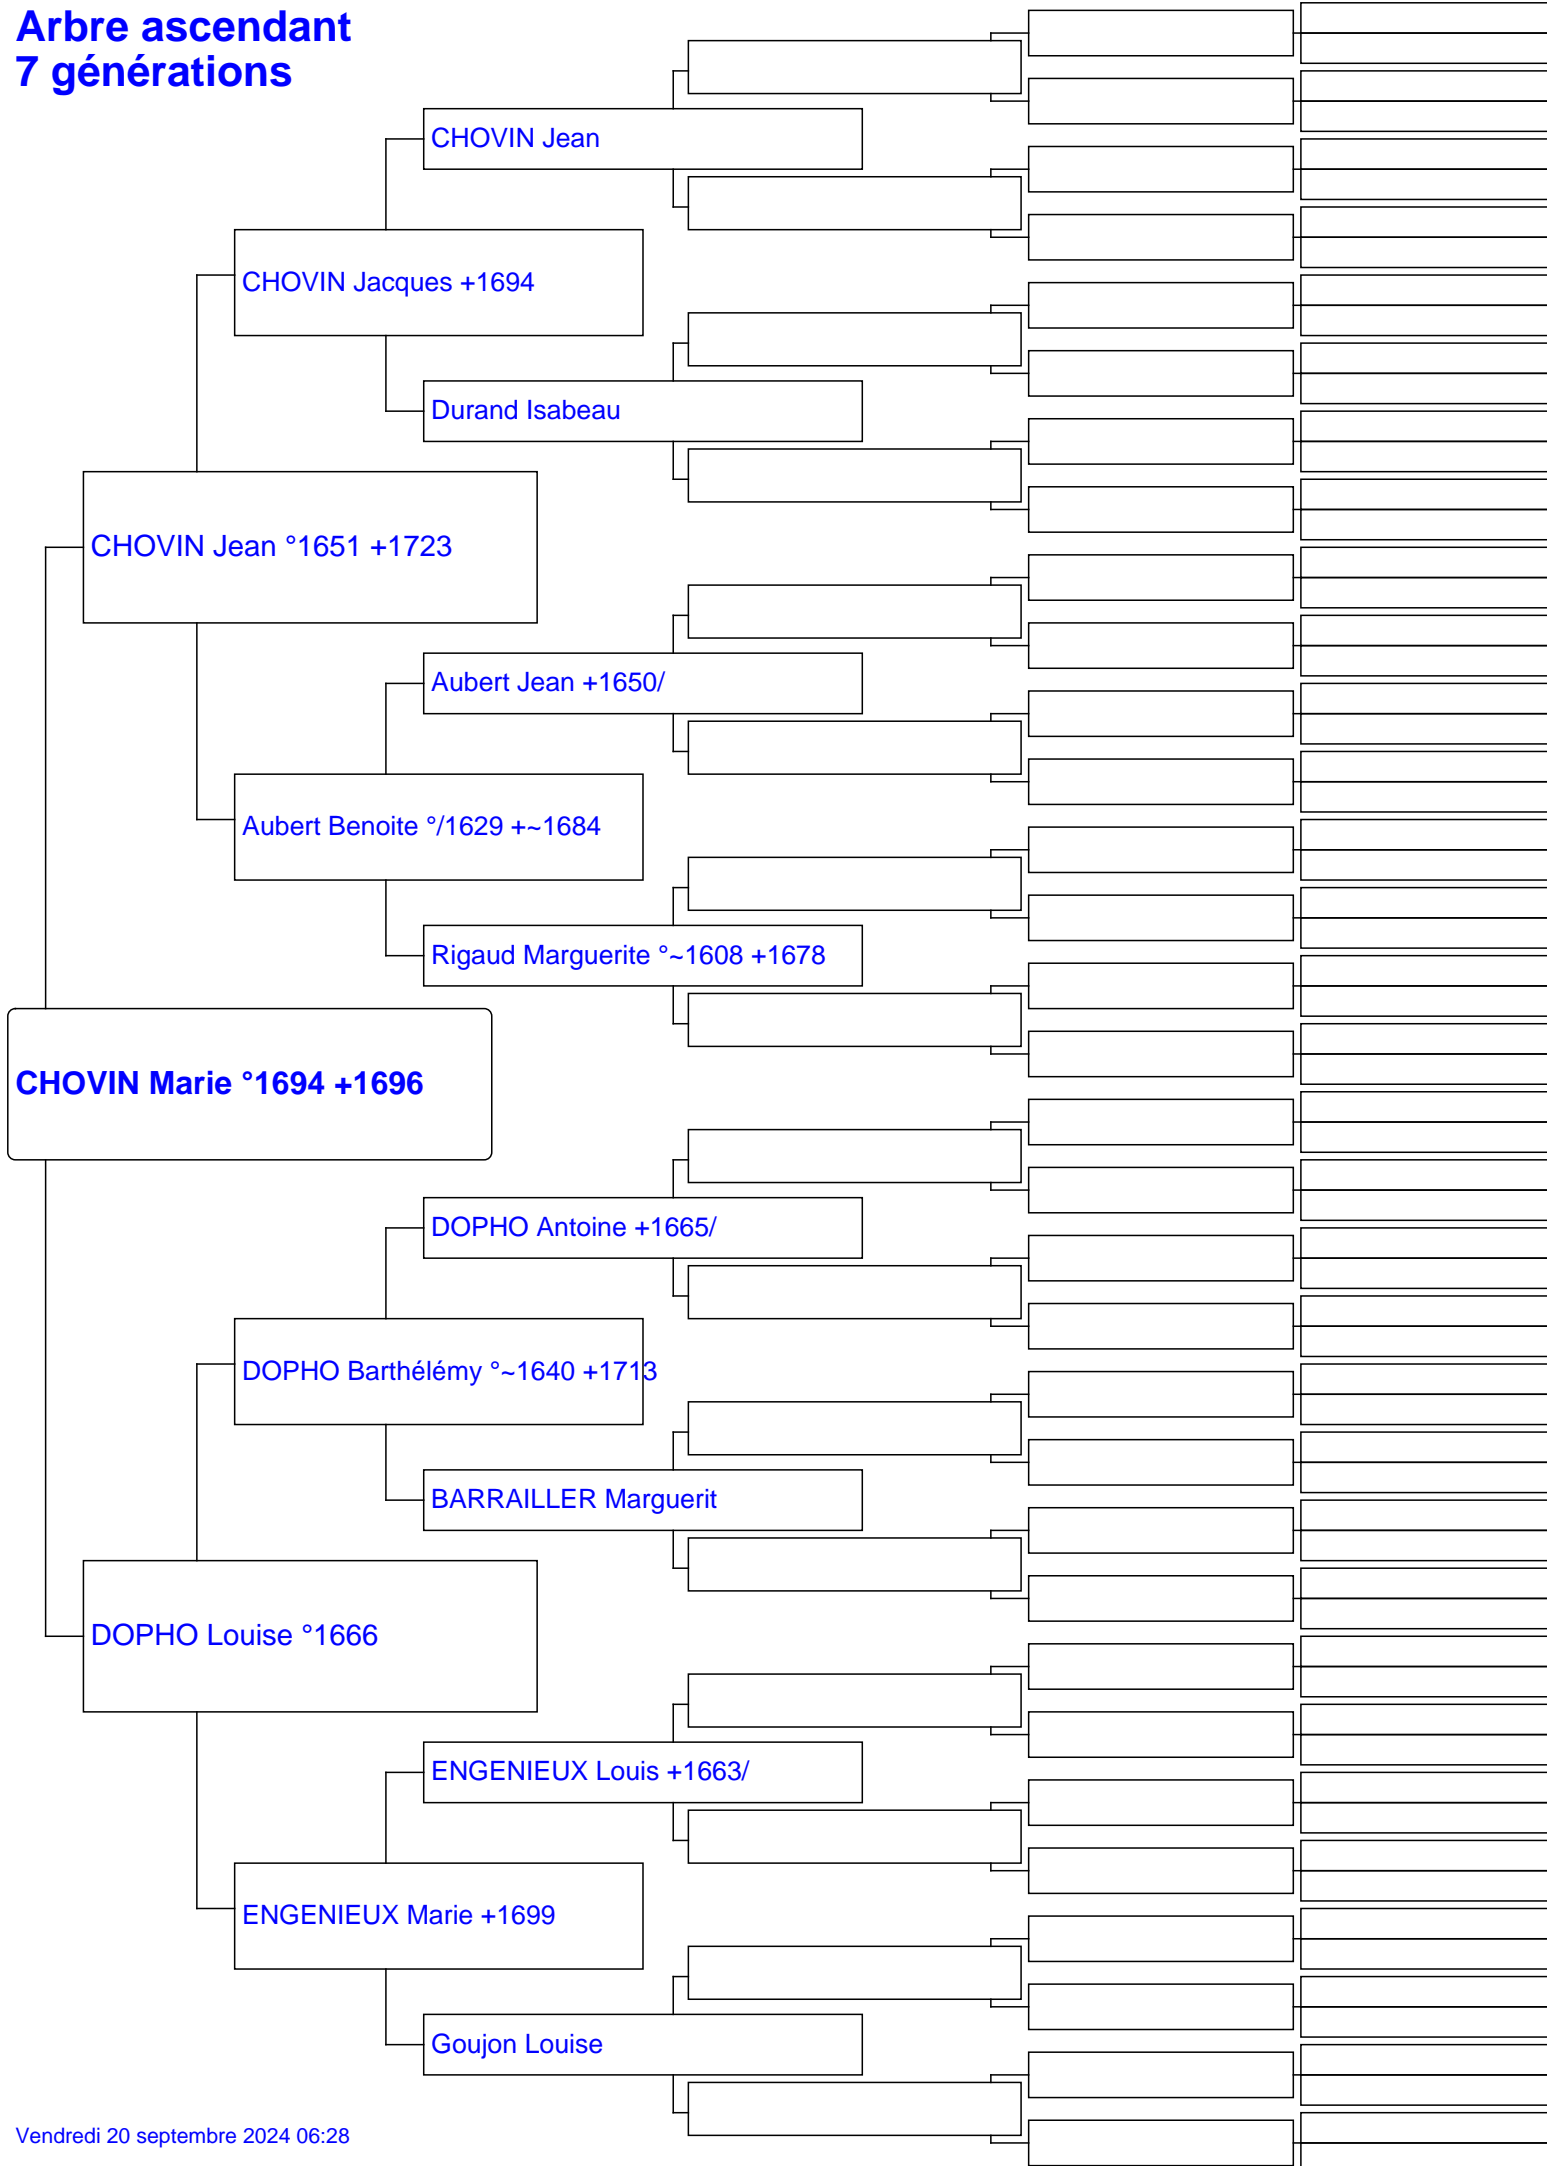 Arbre ascendant
7 générations
CHOVIN Jean
CHOVIN Jacques +1694
Durand Isabeau
CHOVIN Jean °1651 +1723
Aubert Jean +1650/
Aubert Benoite °/1629 +~1684
Rigaud Marguerite °~1608 +1678
CHOVIN Marie °1694 +1696
DOPHO Antoine +1665/
DOPHO Barthélémy °~1640 +1713
BARRAILLER Marguerit
DOPHO Louise °1666
ENGENIEUX Louis +1663/
ENGENIEUX Marie +1699
Goujon Louise
Vendredi 20 septembre 2024 06:28